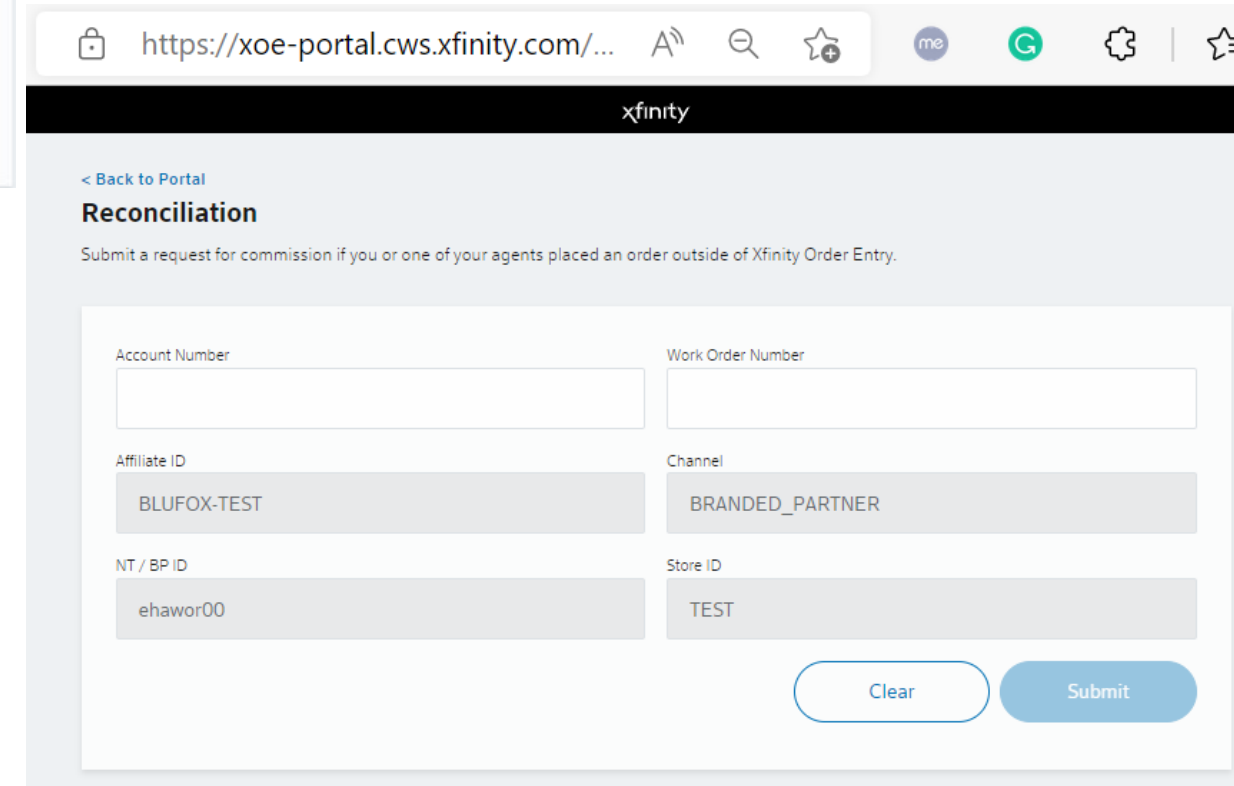 https://xoe-portal.cws.xfinity.com/...
me
G
xfinity
< Back to Portal
Reconciliation
Submit a request for commission if you or one of your agents placed an order outside of Xfinity Order Entry.
Account Number Work Order Number
Affiliate ID Channel
BLUFOX-TEST BRANDED_PARTNER
NT / BP ID Store ID
ehawor00 TEST
Clear Submit